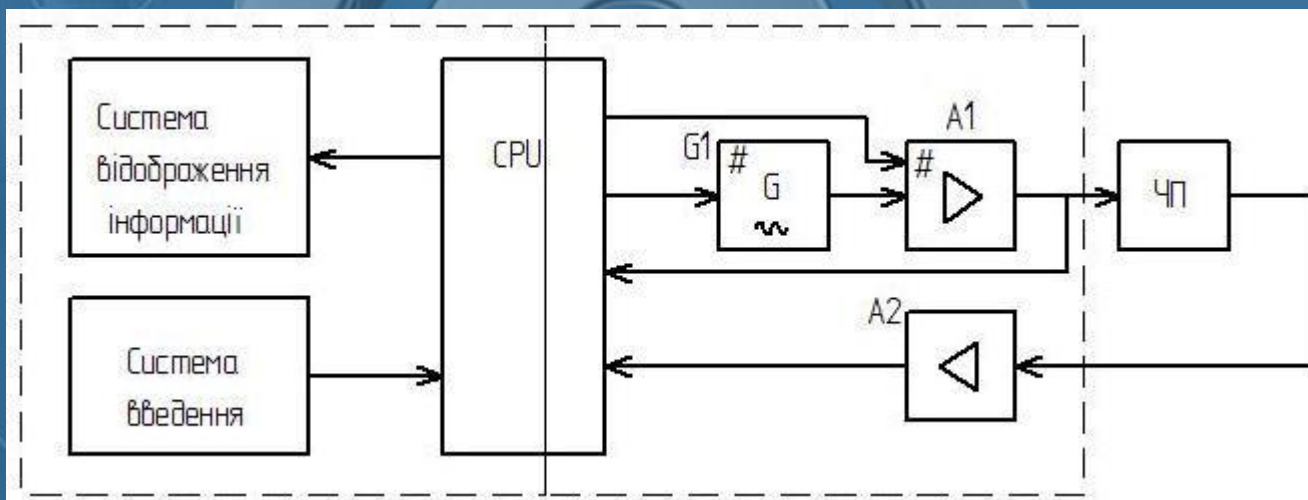 Система
відображення
інформації
CPU
G1
#
G
A1
#
ЧП
A2
Система
введення